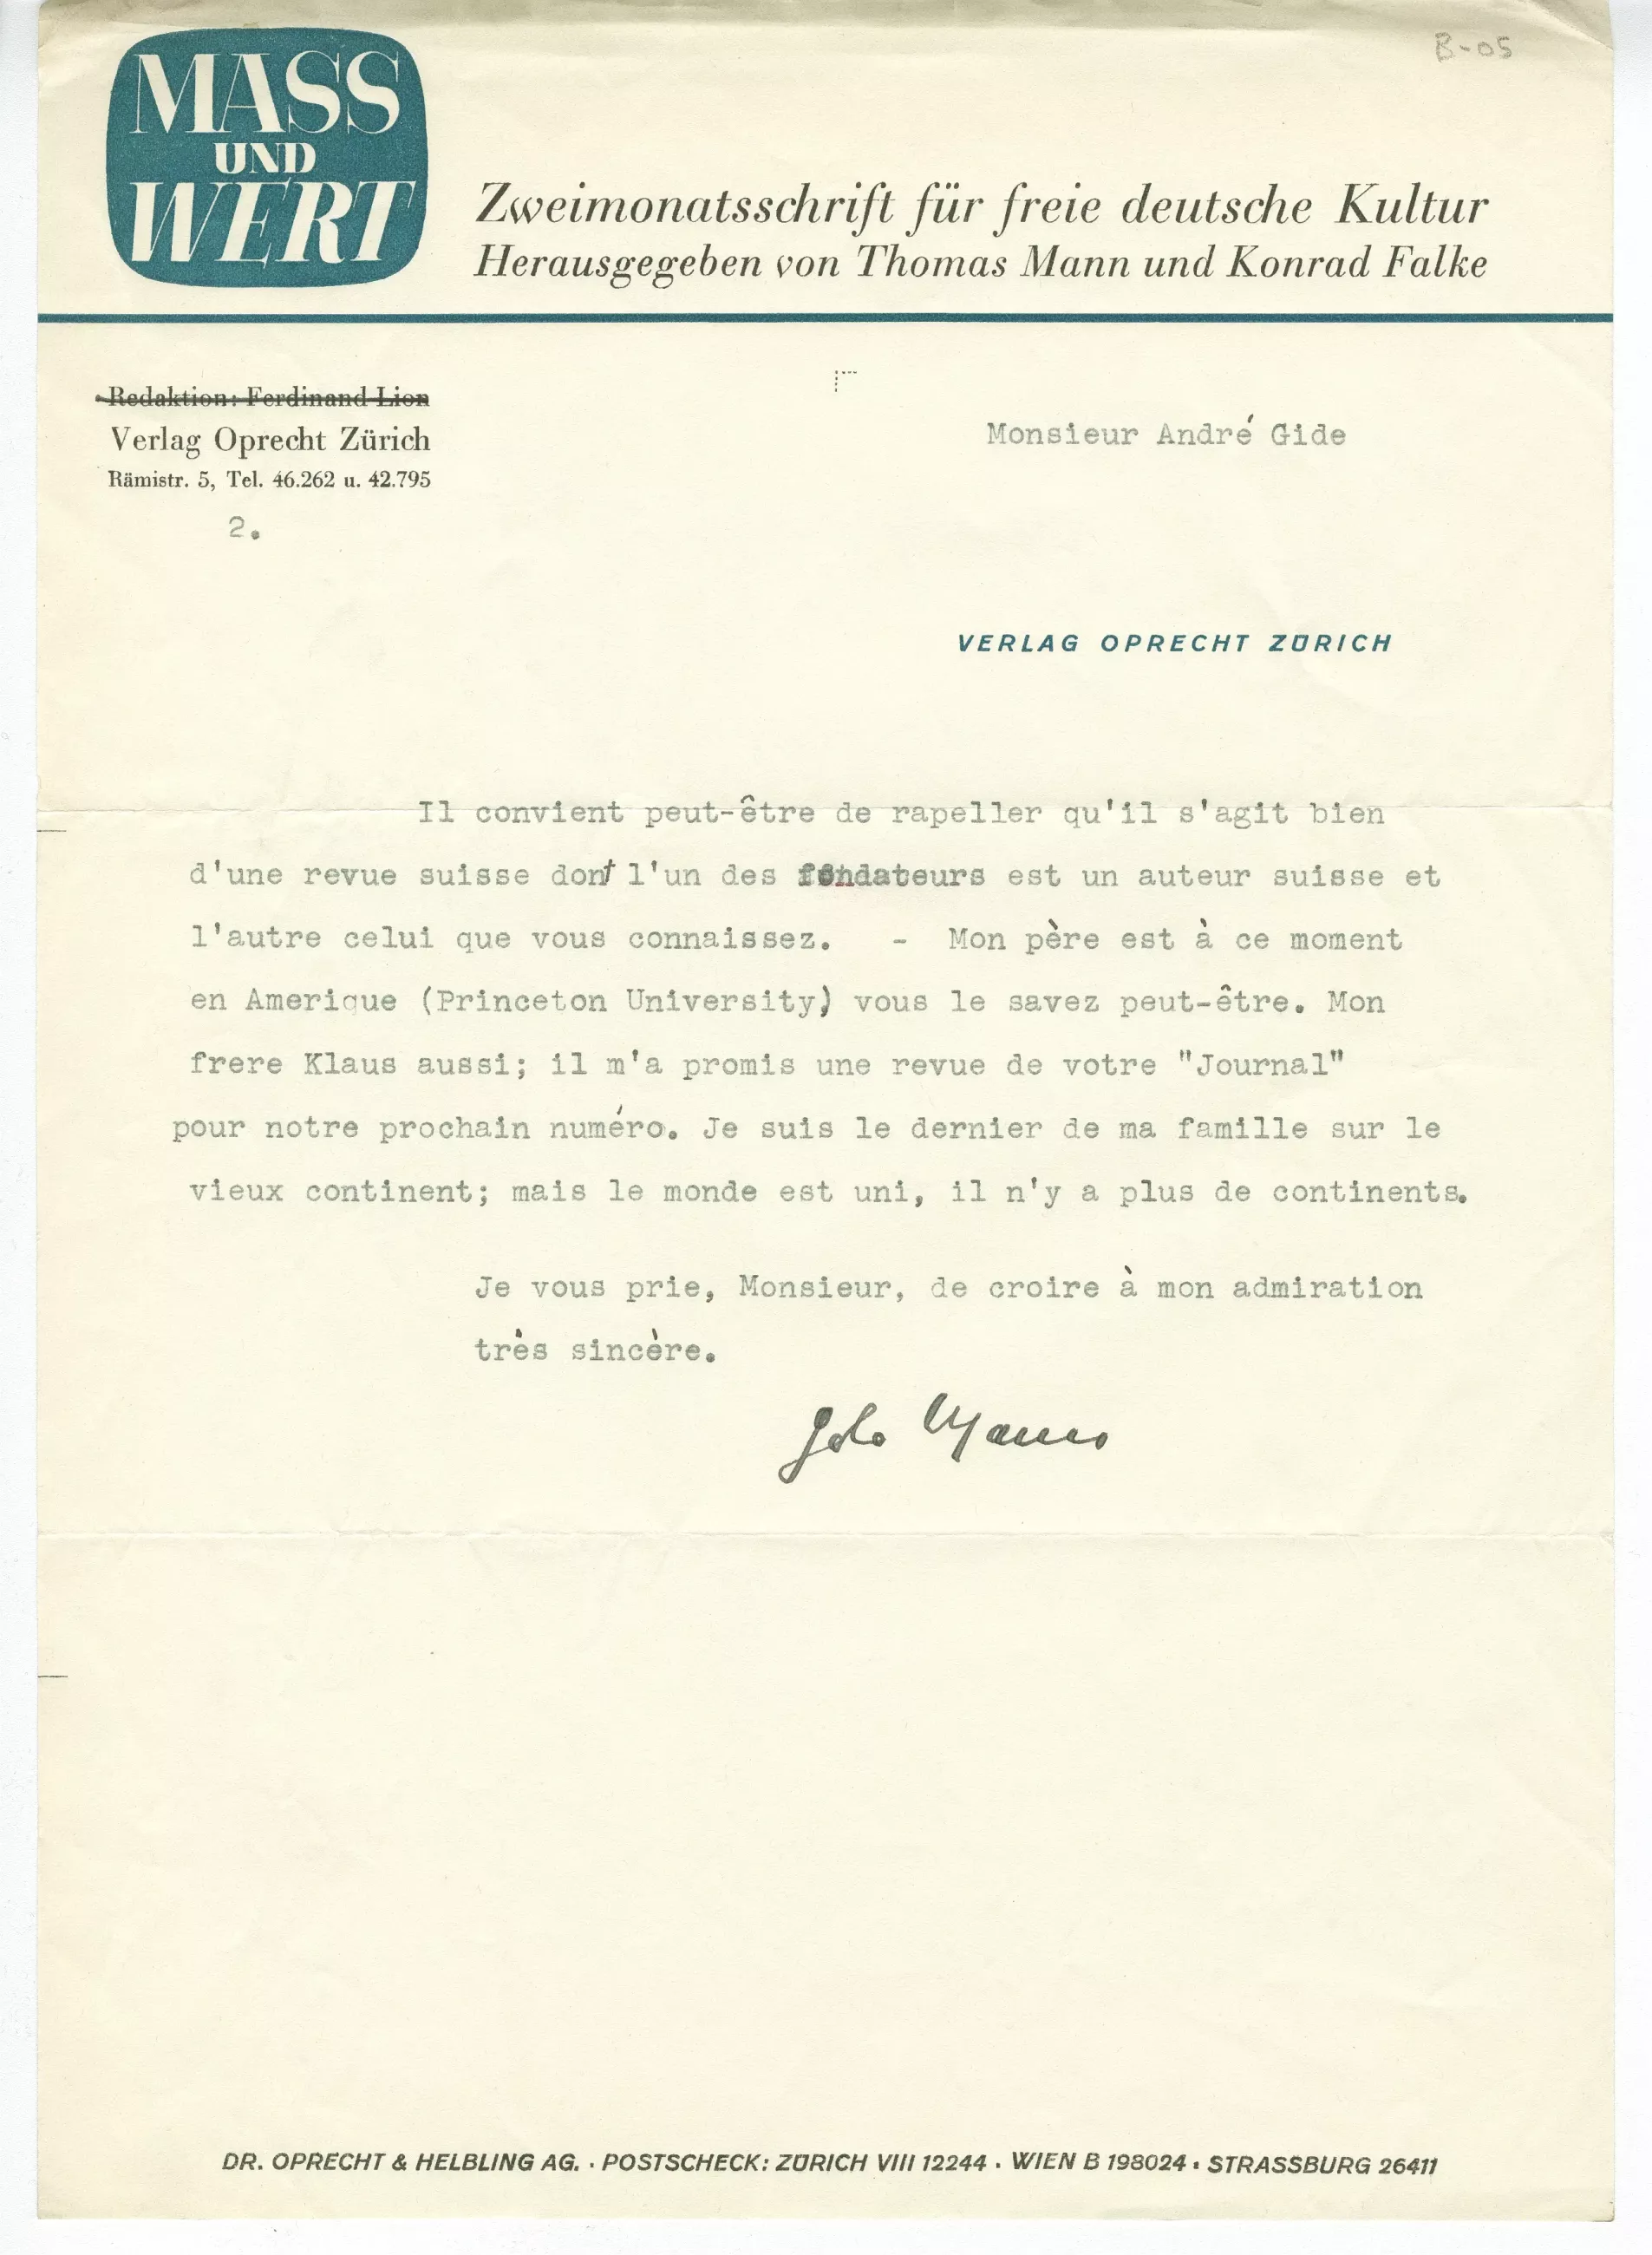 B-05
MASS
UND
WERT
Zweimonatsschrift für freie deutsche Kultur
Herausgegeben von Thomas Mann und Konrad Falke
Redaktion: Ferdinand Lion
Verlag Oprecht Zürich
Rämistr. 5, Tel. 46.262 u. 42.795
Monsieur André Gide
2.
VERLAG OPRECHT ZÜRICH
Il convient peut-être de rapeller qu'il s'agit bien
d'une revue suisse dont l'un des fondateurs est un auteur suisse et
l'autre celui que vous connaissez. - Mon père est à ce moment
en Amerique (Princeton University) vous le savez peut-être. Mon
frere Klaus aussi; il m'a promis une revue de votre "Journal"
pour notre prochain numéro. Je suis le dernier de ma famille sur le
vieux continent; mais le monde est uni, il n'y a plus de continents.
Je vous prie, Monsieur, de croire à mon admiration
très sincère.
Golo Mann
DR. OPRECHT & HELBLING AG. · POSTSCHECK: ZÜRICH VIII 12244 · WIEN B 198024 · STRASSBURG 26411